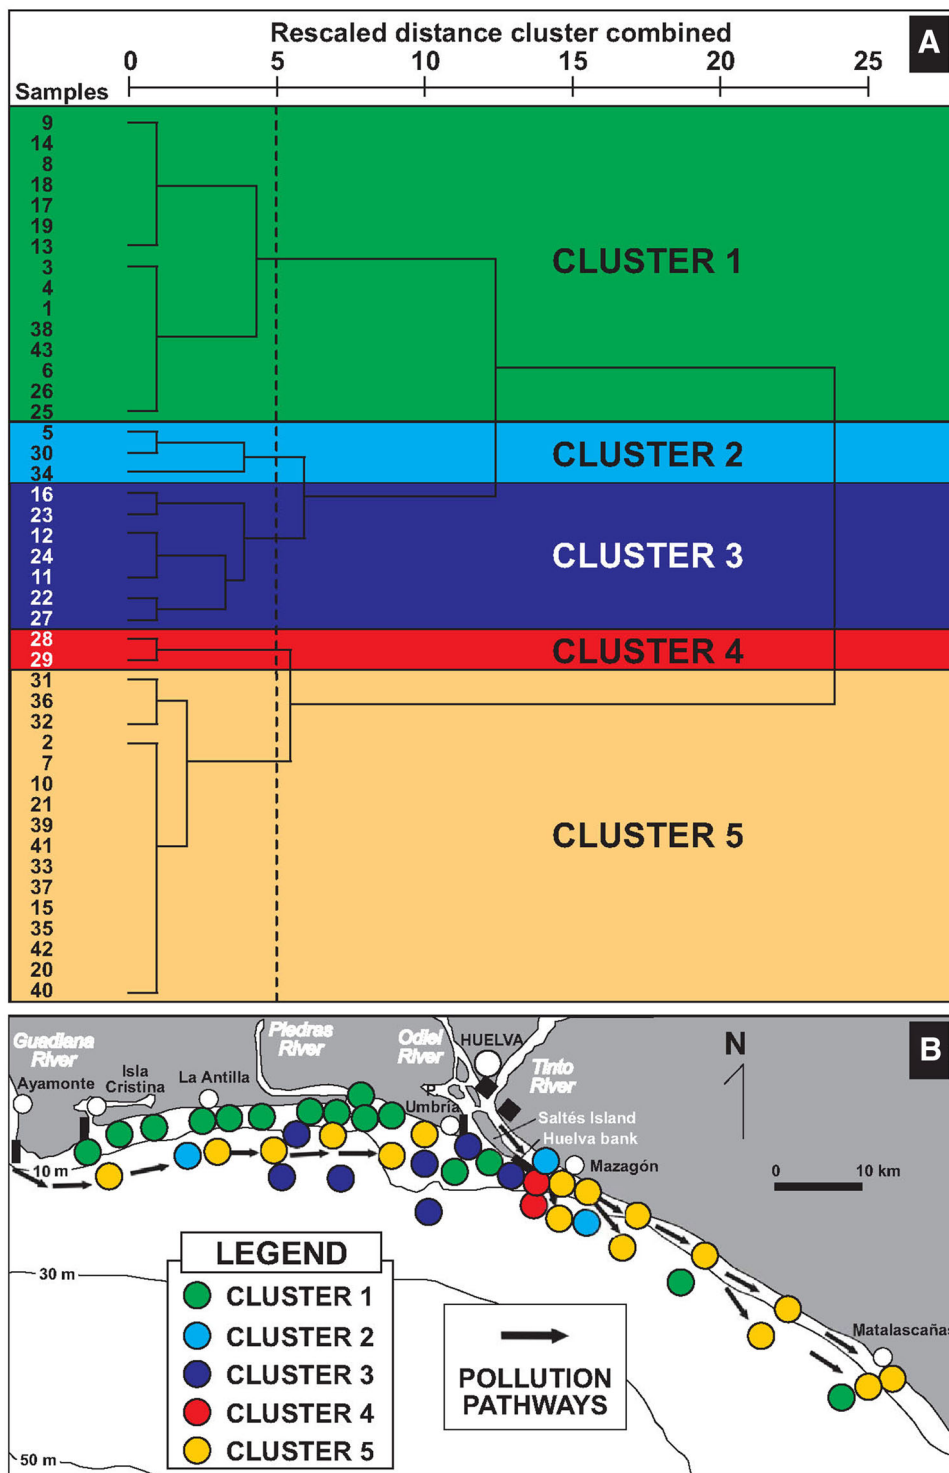 Rescaled distance cluster combined
A
0 5 10 15 20 25
Samples
9
14
8
18
17
19
13
3
4
1
38
43
6
26
25
CLUSTER 1
5
30
34
CLUSTER 2
16
23
12
24
11
22
27
CLUSTER 3
28
29
CLUSTER 4
31
36
32
2
7
10
21
39
41
33
37
15
35
42
20
40
CLUSTER 5
B
Guadiana
River
Ayamonte
Isla
Cristina
La Antilla
Piedras
River
Odiel
River
HUELVA
Tinto
River
N
Umbría
Saltés Island
Huelva bank
Mazagón
0 10 km
10 m
30 m
50 m
Matalascañas
LEGEND
CLUSTER 1
CLUSTER 2
CLUSTER 3
CLUSTER 4
CLUSTER 5
POLLUTION
PATHWAYS